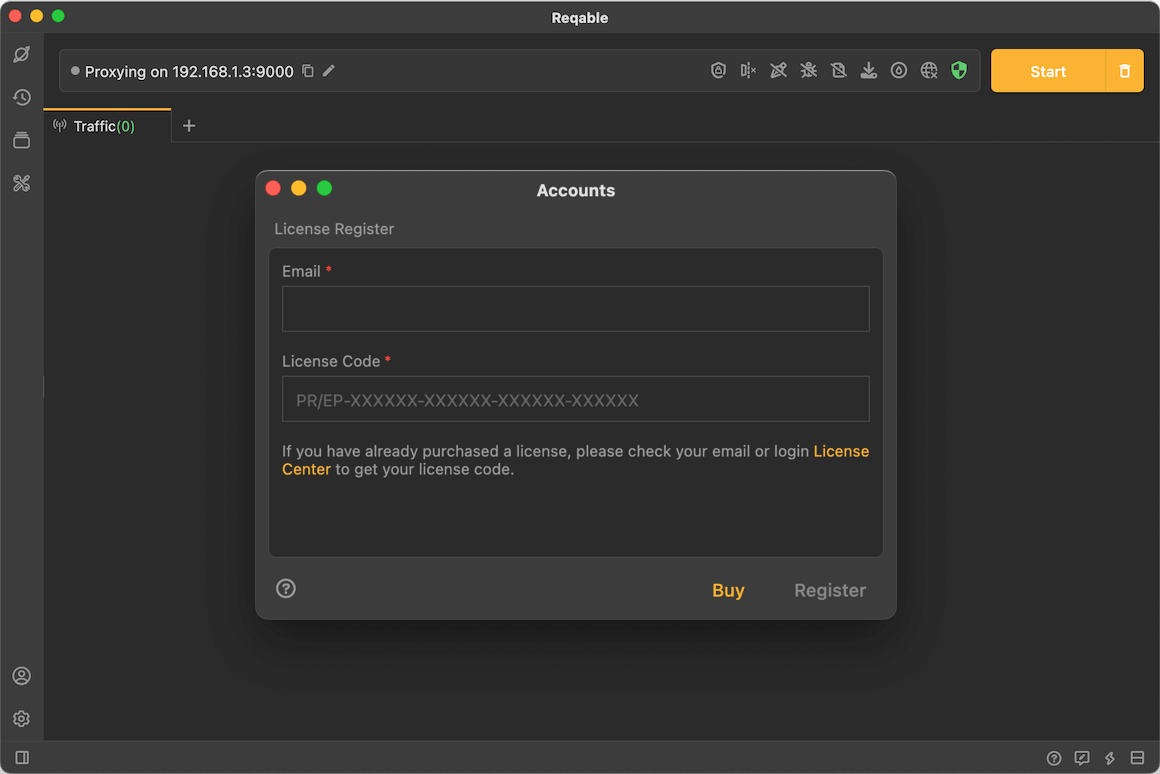 Reqable
Proxying on 192.168.1.3:9000
Start
Traffic(0)
Accounts
License Register
Email *
License Code *
PR/EP-XXXXXX-XXXXXX-XXXXXX-XXXXXX
If you have already purchased a license, please check your email or login License
Center to get your license code.
Buy
Register